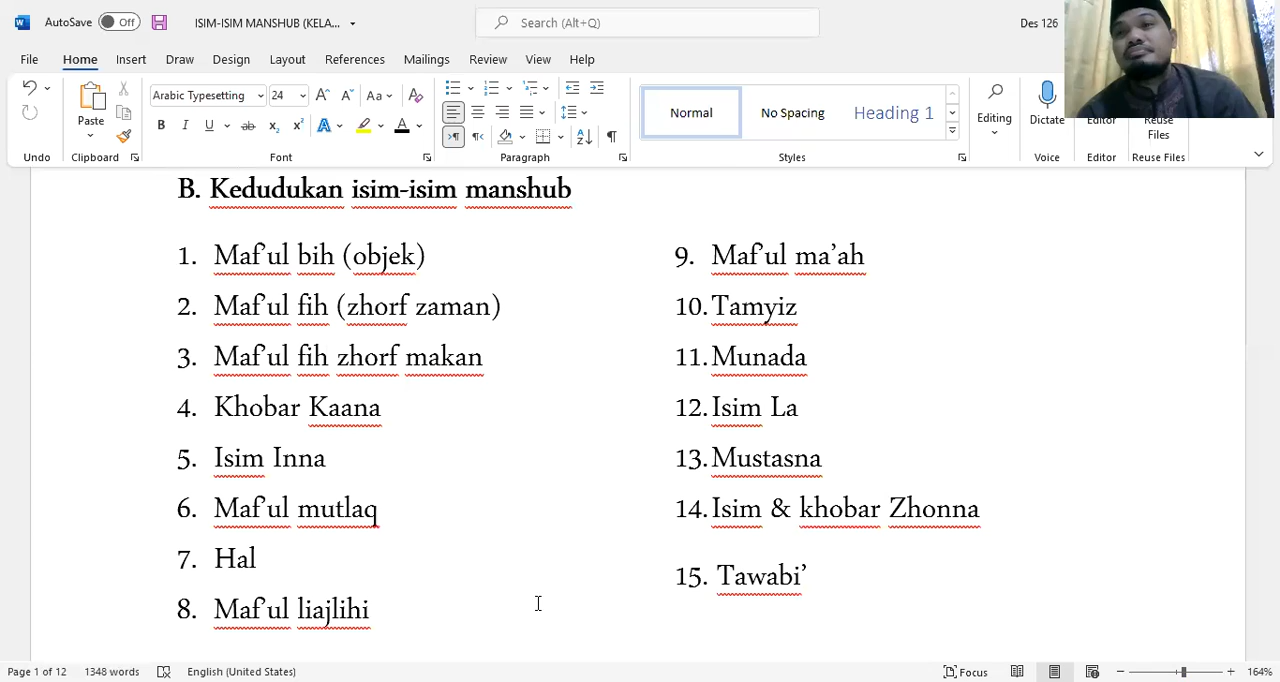 AutoSave Off ISIM-ISIM MANSHUB (KELA... Search (Alt+Q) Des 126
File Home Insert Draw Design Layout References Mailings Review View Help
Arabic Typesetting 24 Aa
Paste
B I U ab x₂ x² A A
Normal No Spacing Heading 1
Editing Dictate Editor Reuse Files
Undo Clipboard Font Paragraph Styles Voice Editor Reuse Files
B. Kedudukan isim-isim manshub
1. Maf'ul bih (objek)
2. Maf'ul fih (zhorf zaman)
3. Maf'ul fih zhorf makan
4. Khobar Kaana
5. Isim Inna
6. Maf'ul mutlaq
7. Hal
8. Maf'ul liajlihi
9. Maf'ul ma'ah
10. Tamyiz
11. Munada
12. Isim La
13. Mustasna
14. Isim & khobar Zhonna
15. Tawabi'
Page 1 of 12 1348 words English (United States) Focus 164%